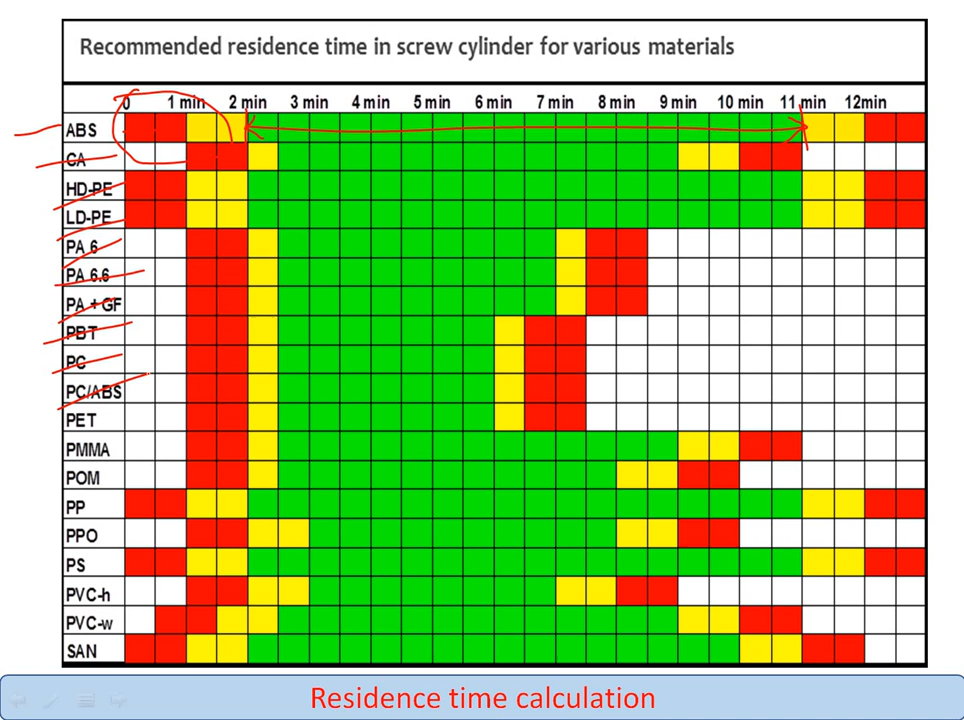 Recommended residence time in screw cylinder for various materials
0 1 min 2 min 3 min 4 min 5 min 6 min 7 min 8 min 9 min 10 min 11 min 12min
ABS
CA
HD-PE
LD-PE
PA 6
PA 6.6
PA + GF
PBT
PC
PC/ABS
PET
PMMA
POM
PP
PPO
PS
PVC-h
PVC-w
SAN
Residence time calculation